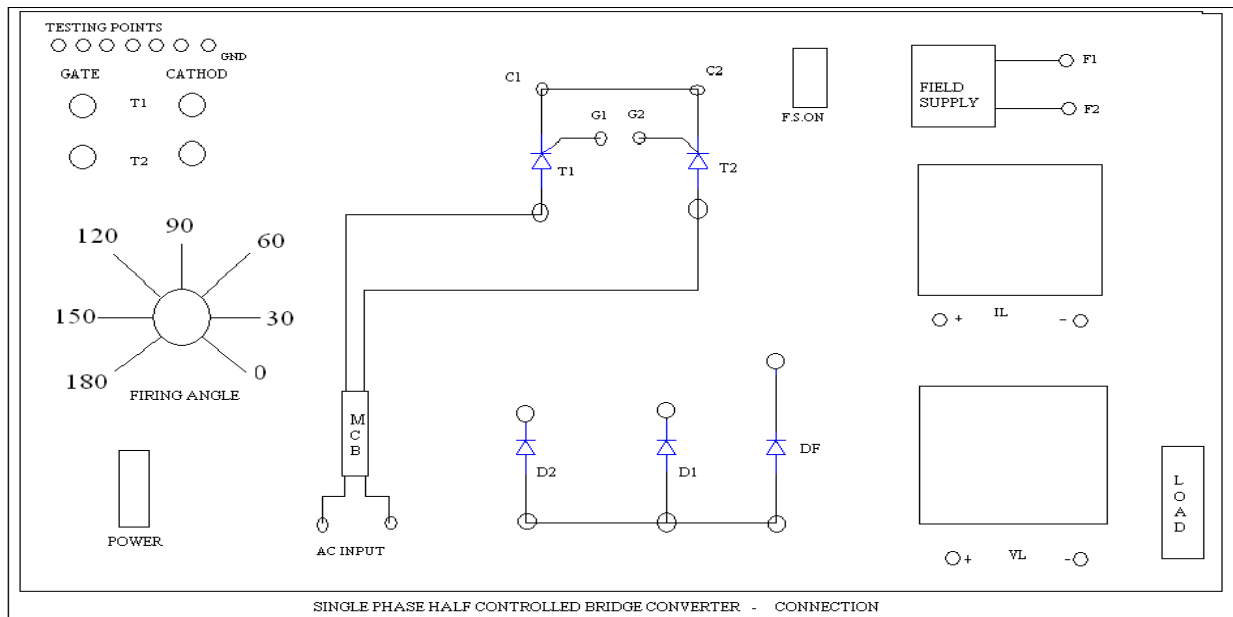 TESTING POINTS
GND
GATE CATHOD
T1
T2
C1 C2
G1 G2
T1 T2
F.S.ON
FIELD
SUPPLY
F1
F2
90
120 60
150 30
180 0
FIRING ANGLE
+ IL -
MCB
D2 D1 DF
POWER
AC INPUT
+ VL -
LOAD
SINGLE PHASE HALF CONTROLLED BRIDGE CONVERTER - CONNECTION